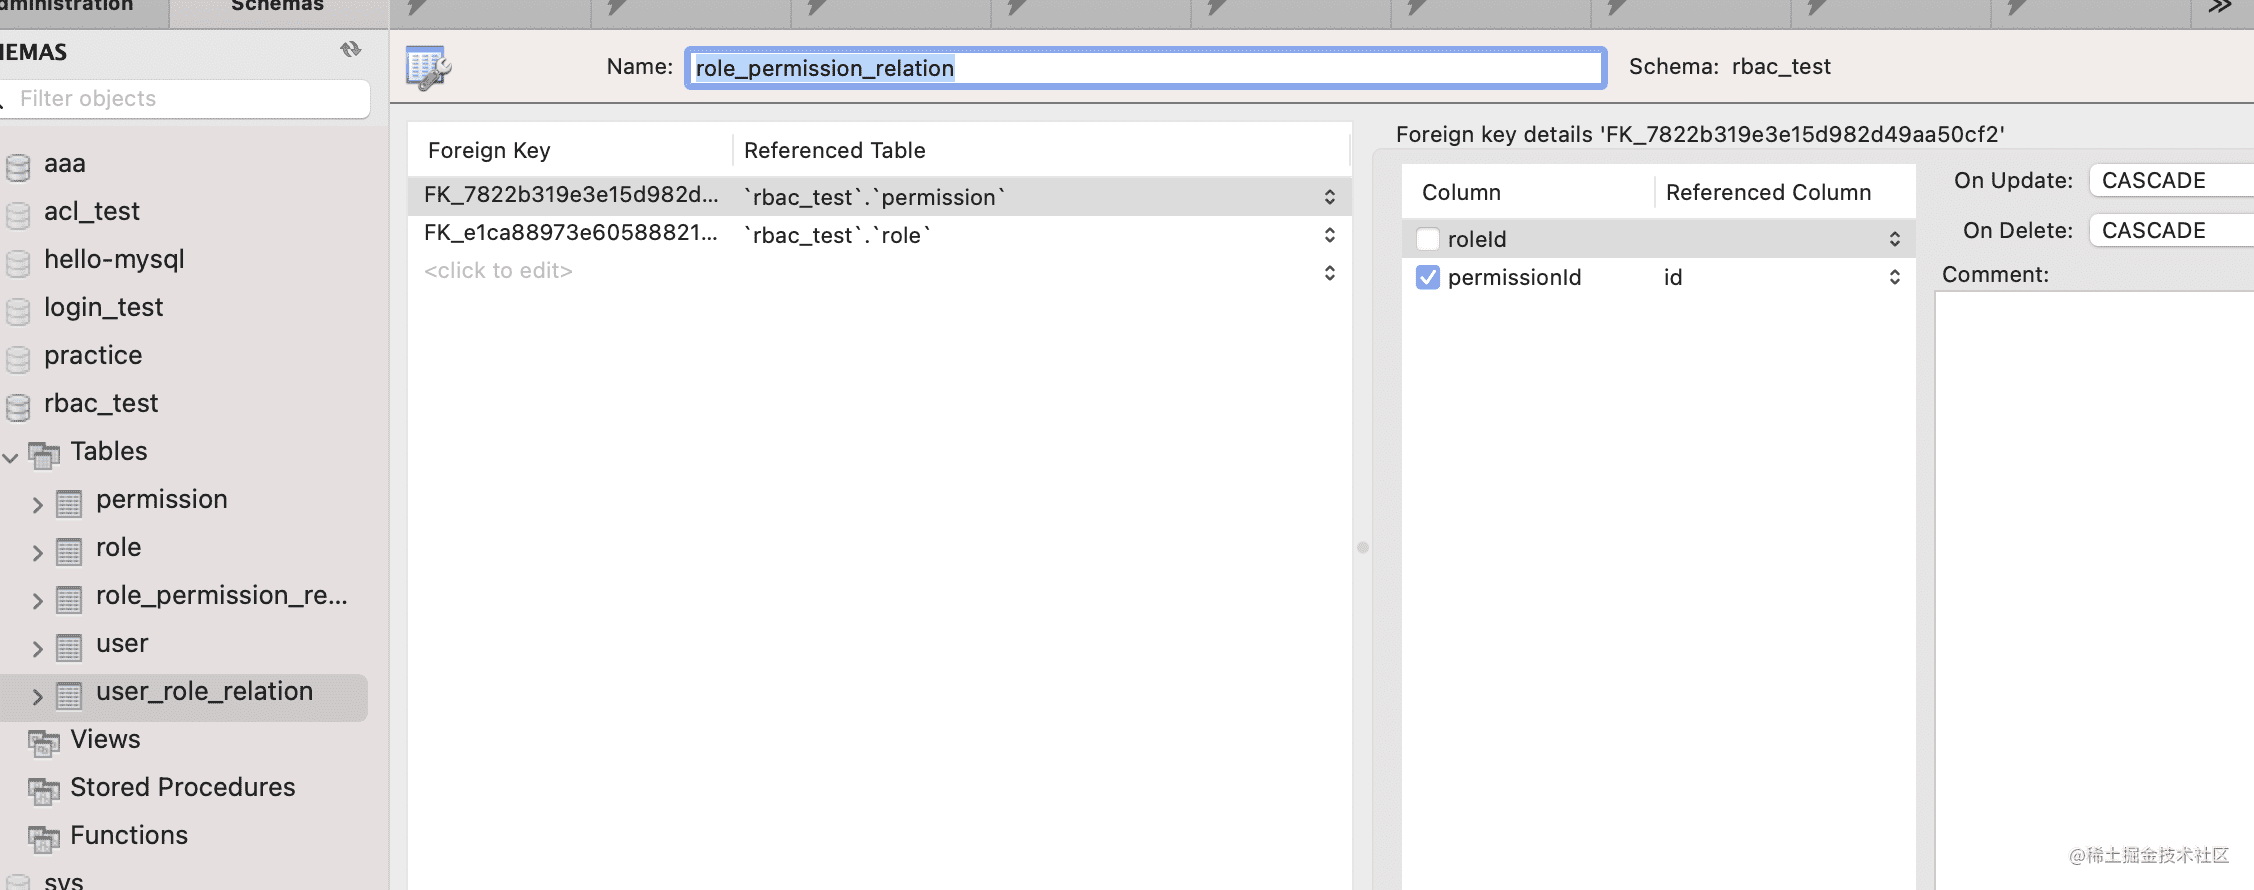 dministration
Schemas
HEMAS
Filter objects
aaa
acl_test
hello-mysql
login_test
practice
rbac_test
Tables
permission
role
role_permission_re...
user
user_role_relation
Views
Stored Procedures
Functions
sys
Name: role_permission_relation Schema: rbac_test
Foreign Key Referenced Table
FK_7822b319e3e15d982d... `rbac_test`.`permission`
FK_e1ca88973e60588821... `rbac_test`.`role`
<click to edit>
Foreign key details 'FK_7822b319e3e15d982d49aa50cf2'
Column Referenced Column
roleId
permissionId id
On Update: CASCADE
On Delete: CASCADE
Comment:
@稀土掘金技术社区